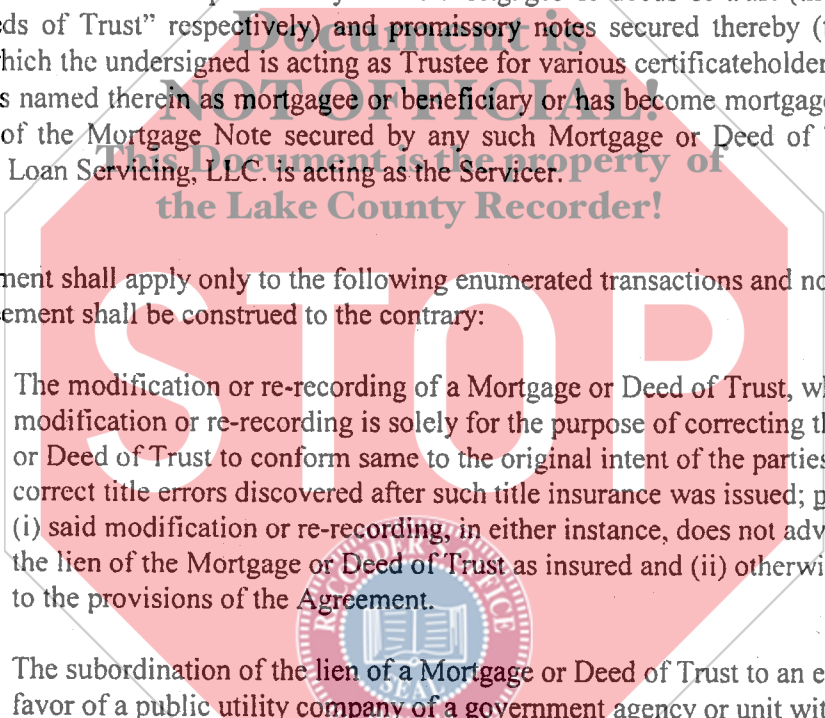 eds of Trust” respectively) and promissory notes secured thereby (
Document is
hich the undersigned is acting as Trustee for various certificateholder
NOT OFFICIAL!
s named therein as mortgagee or beneficiary or has become mortgag
of the Mortgage Note secured by any such Mortgage or Deed of
This Document is the property of
Loan Servicing, LLC. is acting as the Servicer.
the Lake County Recorder!
ment shall apply only to the following enumerated transactions and no
ement shall be construed to the contrary:
STOP
The modification or re-recording of a Mortgage or Deed of Trust, w
modification or re-recording is solely for the purpose of correcting th
or Deed of Trust to conform same to the original intent of the parties
correct title errors discovered after such title insurance was issued; p
(i) said modification or re-recording, in either instance, does not adv
the lien of the Mortgage or Deed of Trust as insured and (ii) otherwi
to the provisions of the Agreement.
RECORDER'S OFFICE
SEAL
The subordination of the lien of a Mortgage or Deed of Trust to an e
favor of a public utility company of a government agency or unit wit